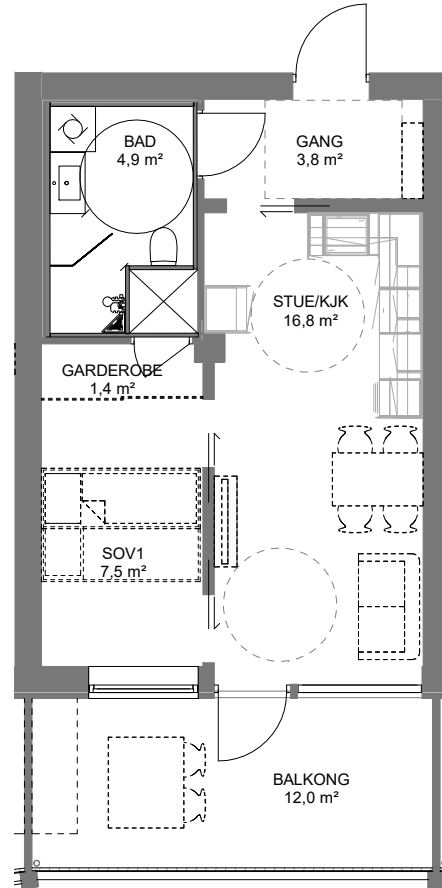 BAD
4,9 m²
GANG
3,8 m²
STUE/KJK
16,8 m²
GARDEROBE
1,4 m²
SOV1
7,5 m²
BALKONG
12,0 m²